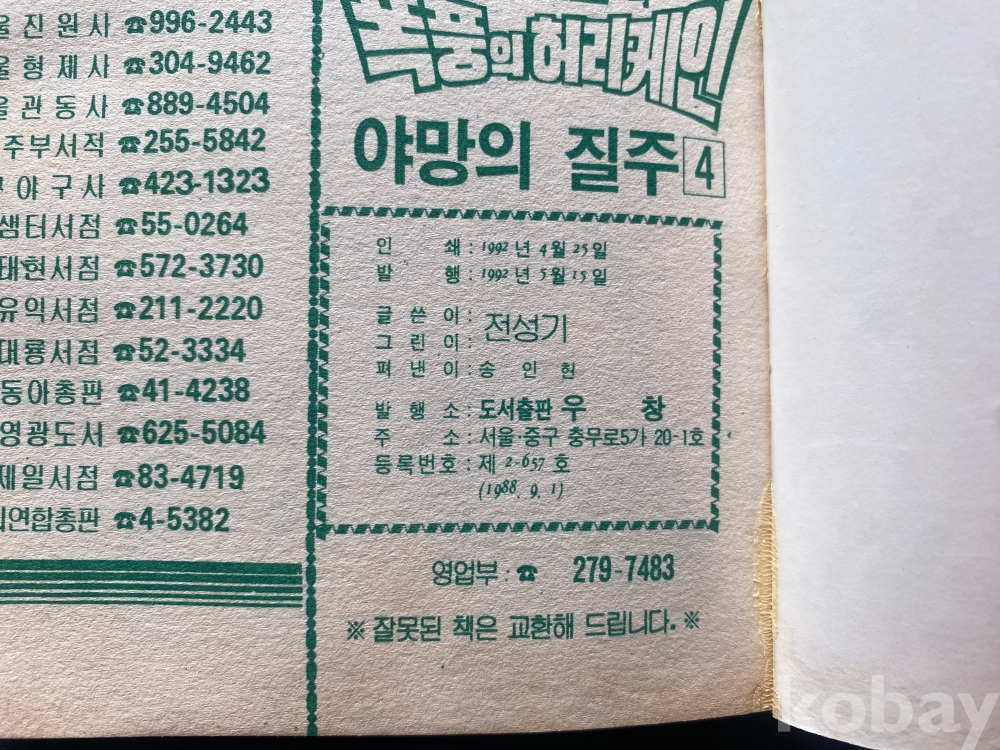 울진원사 ☎996-2443
울형제사 ☎304-9462
울관동사 ☎889-4504
주부서적 ☎255-5842
구야구사 ☎423-1323
샘터서점 ☎55-0264
태현서점 ☎572-3730
유익서점 ☎211-2220
대룡서점 ☎52-3334
동아총판 ☎41-4238
영광도서 ☎625-5084
제일서점 ☎83-4719
연합총판 ☎4-5382
폭풍의 허리케인
야망의 질주 4
인 쇄 : 1992년 4월 25일
발 행 : 1992년 5월 15일
글 쓴 이 :
그 린 이 : 전성기
펴 낸 이 : 송 인 헌
발 행 소 : 도서출판 우 창
주 소 : 서울·중구 충무로5가 20-1호
등록번호 : 제 2-657 호
(1988. 9. 1)
영업부 : ☎ 279-7483
※ 잘못된 책은 교환해 드립니다. ※
kobay